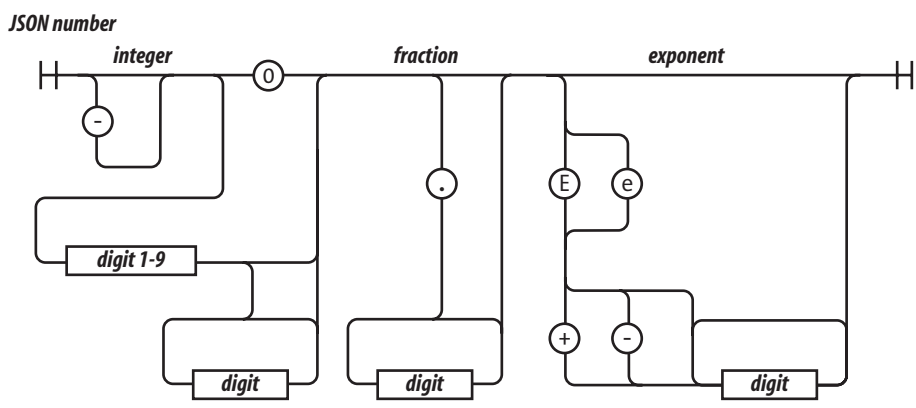 JSON number
integer fraction exponent
0
-
. E e
digit 1-9
+ -
digit digit digit